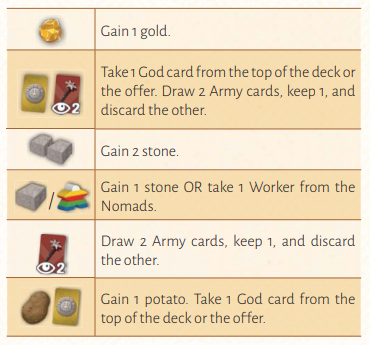 Gain 1 gold.
2
Take 1 God card from the top of the deck or
the offer. Draw 2 Army cards, keep 1, and
discard the other.
Gain 2 stone.
/
Gain 1 stone OR take 1 Worker from the
Nomads.
2
Draw 2 Army cards, keep 1, and discard
the other.
Gain 1 potato. Take 1 God card from the
top of the deck or the offer.